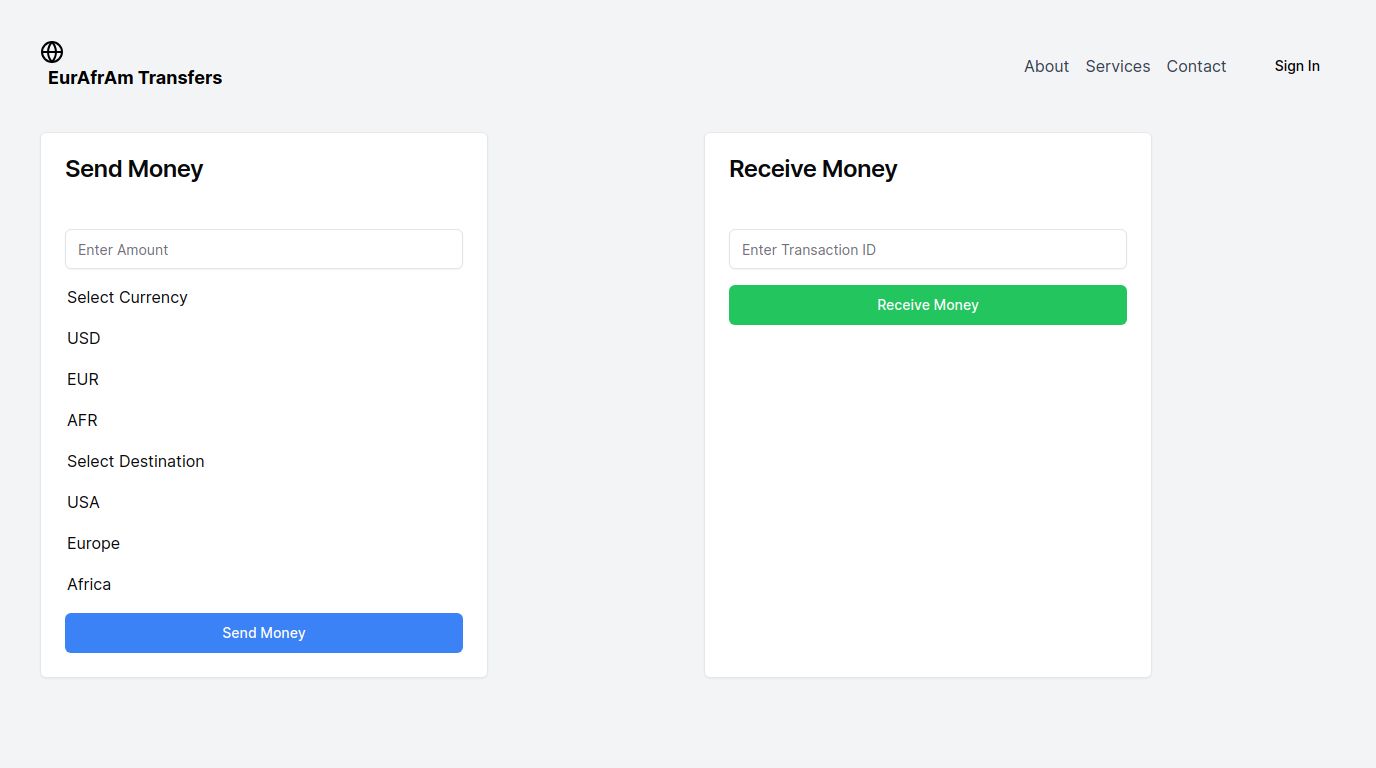 EurAfrAm Transfers
About Services Contact Sign In
Send Money
Enter Amount
Select Currency
USD
EUR
AFR
Select Destination
USA
Europe
Africa
Send Money
Receive Money
Enter Transaction ID
Receive Money